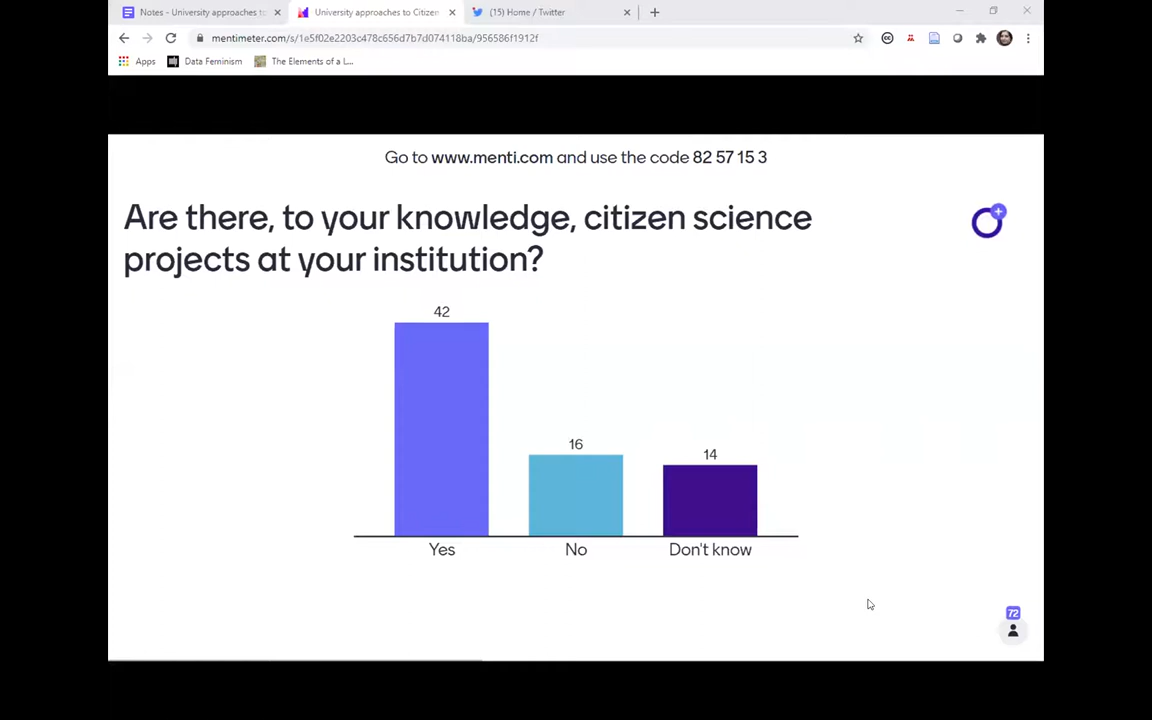 Notes - University approaches to
University approaches to Citizen
(15) Home / Twitter
mentimeter.com/s/1e5f02e2203c478c656d7b7d074118ba/956586f1912f
Apps
Data Feminism
The Elements of a L...
Go to www.menti.com and use the code 82 57 15 3
Are there, to your knowledge, citizen science
projects at your institution?
42
16
14
Yes
No
Don't know
72